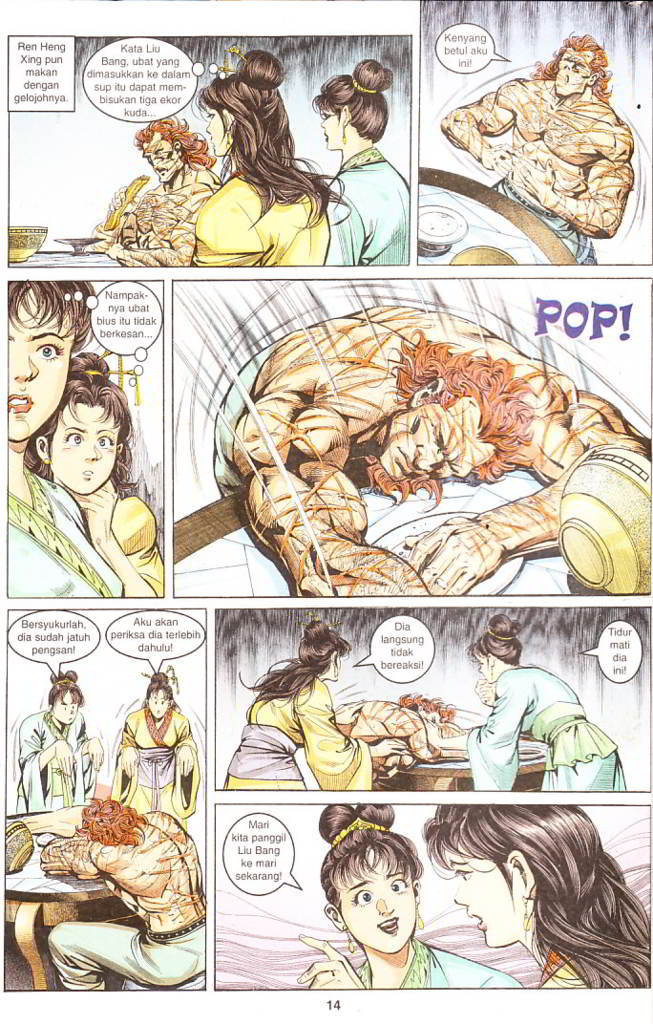 Ren Heng
Xing pun
makan
dengan
gelojohnya.
Kata Liu
Bang, ubat yang
dimasukkan ke dalam
sup itu dapat mem-
bisukan tiga ekor
kuda...
Kenyang
betul aku
ini!
Nampak-
nya ubat
bius itu tidak
berkesan...
POP!
Bersyukurlah,
dia sudah jatuh
pengsan!
Aku akan
periksa dia terlebih
dahulu!
Dia
langsung
tidak
bereaksi!
Tidur
mati dia
ini!
Mari
kita panggil
Liu Bang
ke mari
sekarang!
14